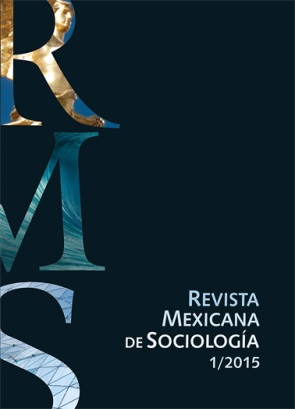 R
M
S
REVISTA
MEXICANA
DE SOCIOLOGÍA
1/2015